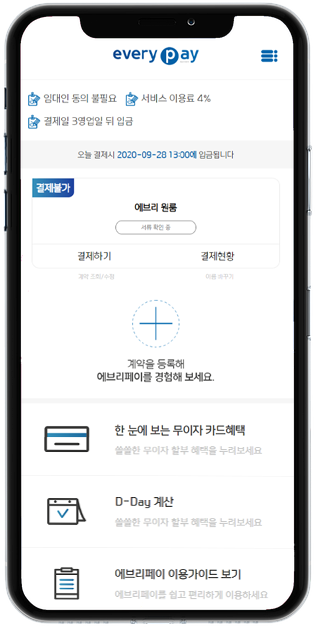 every pay
임대인 동의 불필요 서비스 이용료 4%
결제일 3영업일 뒤 입금
오늘 결제시 2020-09-28 13:00에 입금됩니다
결제불가
에브리 원룸
서류 확인 중
결제하기 결제현황
계약 조회/수정 이름 바꾸기
계약을 등록해
에브리페이를 경험해 보세요.
한 눈에 보는 무이자 카드혜택
쏠쏠한 무이자 할부 혜택을 누려보세요
D-Day 계산
쏠쏠한 무이자 할부 혜택을 누려보세요
에브리페이 이용가이드 보기
에브리페이를 쉽고 편리하게 이용하세요